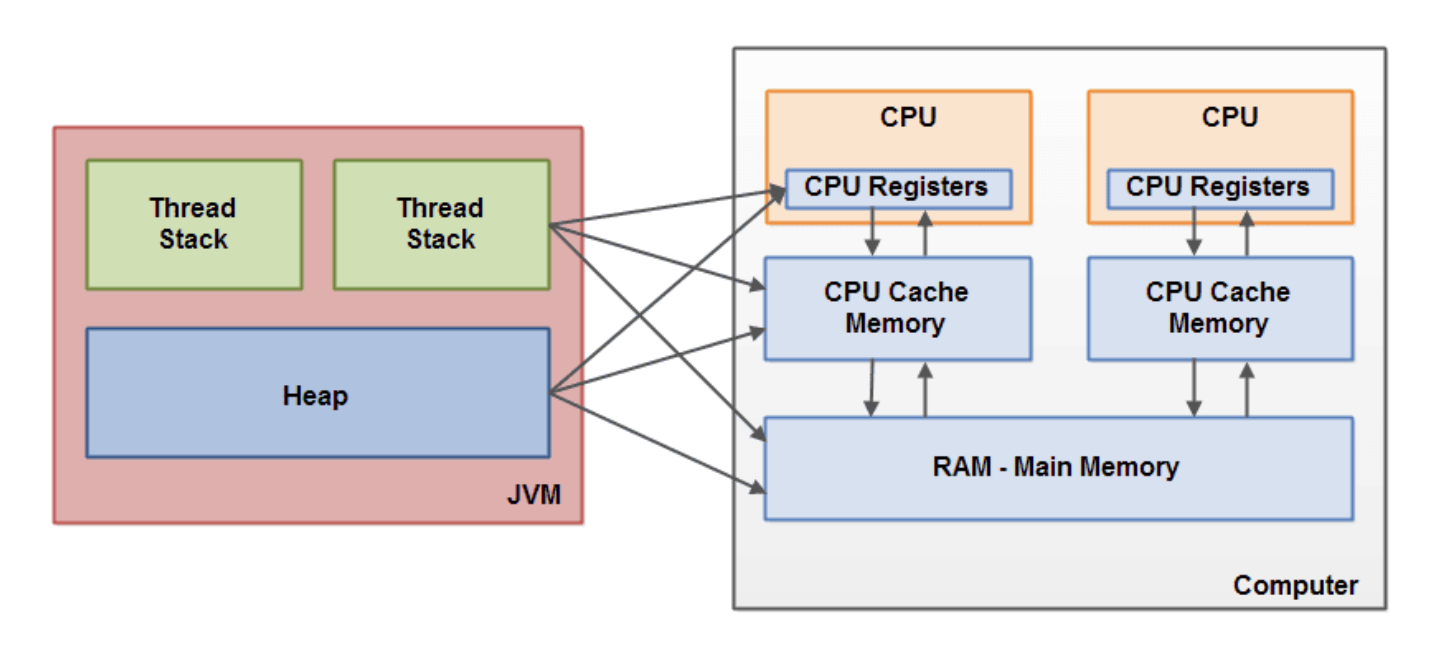 Thread
Stack
Thread
Stack
Heap
JVM
CPU
CPU Registers
CPU Cache
Memory
CPU
CPU Registers
CPU Cache
Memory
RAM - Main Memory
Computer